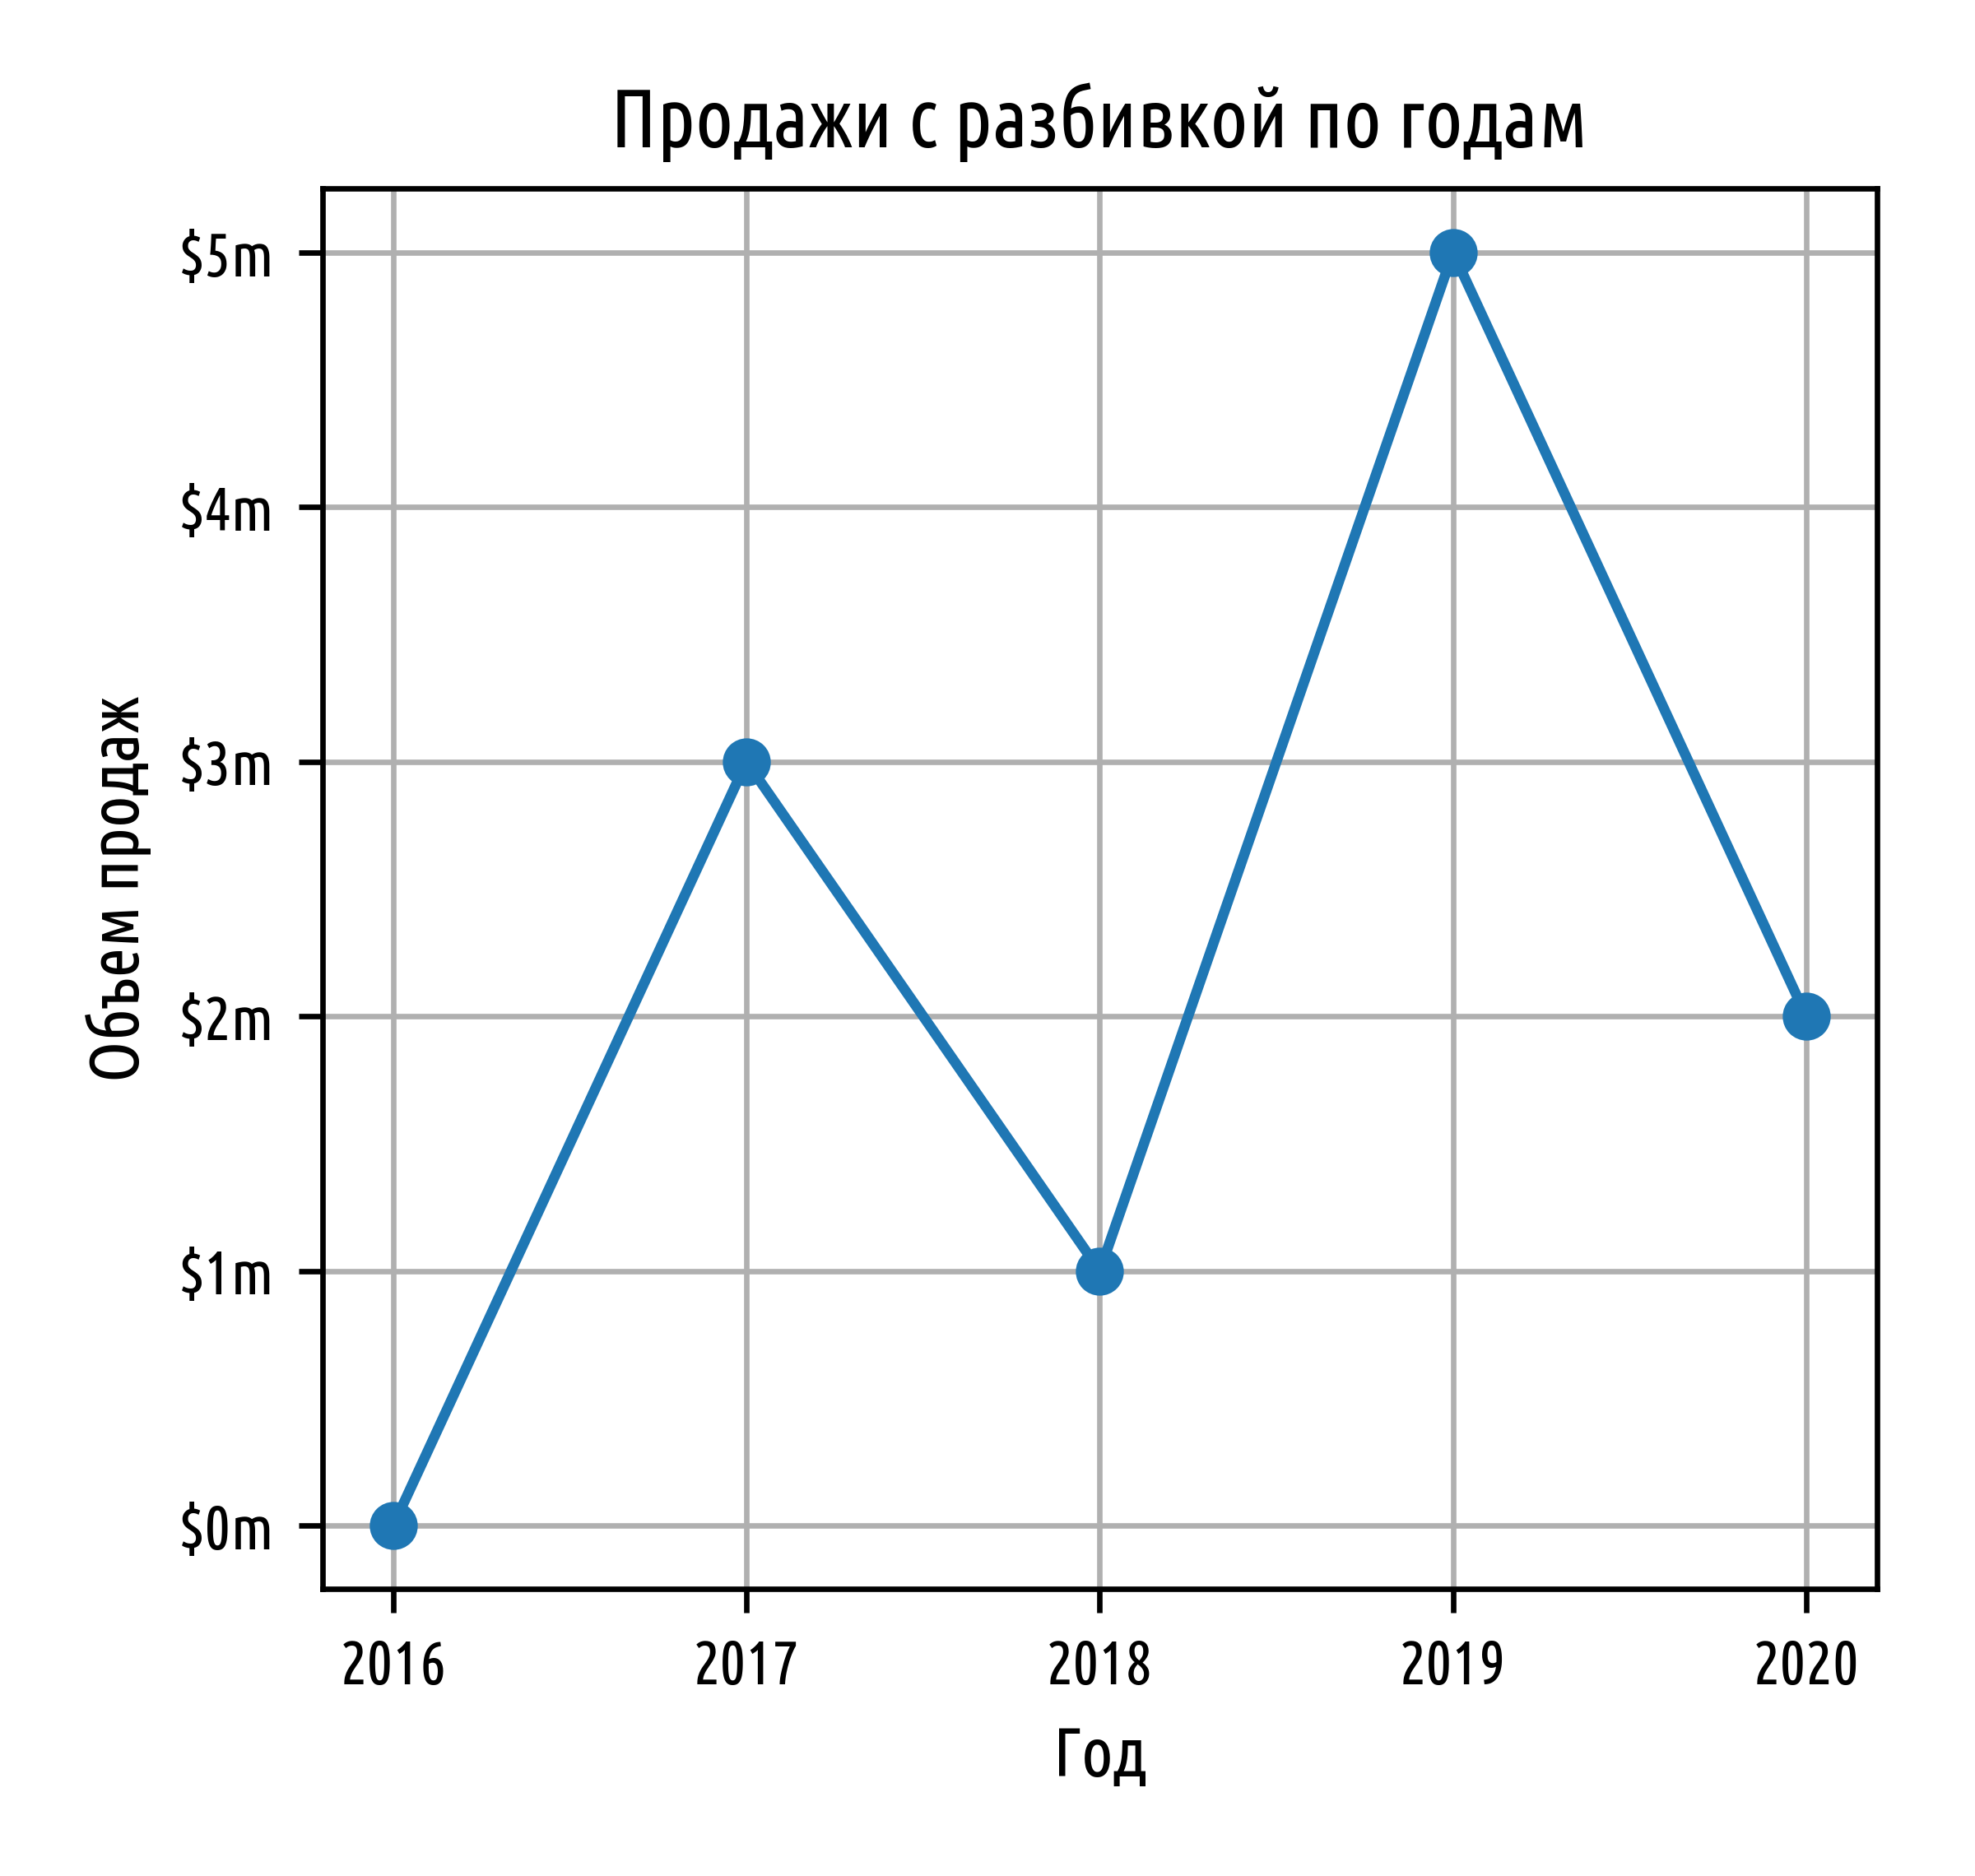 Продажи с разбивкой по годам
Объем продаж
$5m
$4m
$3m
$2m
$1m
$0m
2016 2017 2018 2019 2020
Год